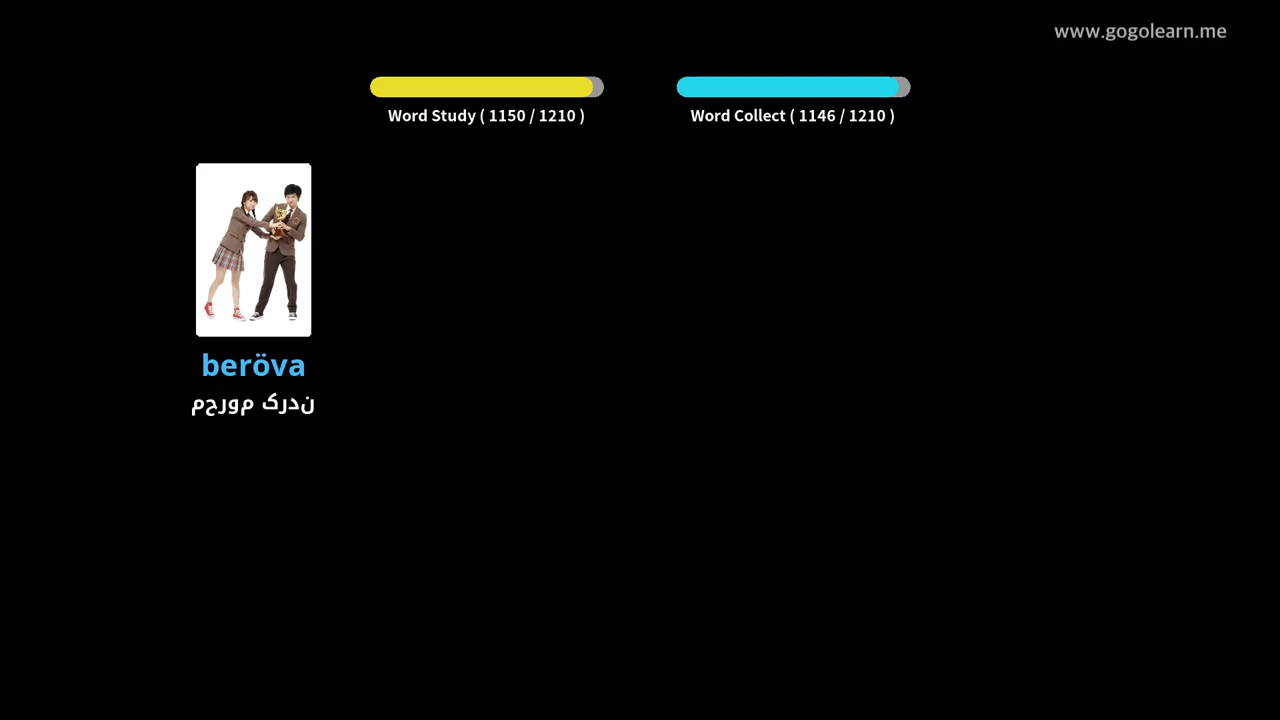 www.gogolearn.me
Word Study ( 1150 / 1210 )
Word Collect ( 1146 / 1210 )
beröva
محروم کردن